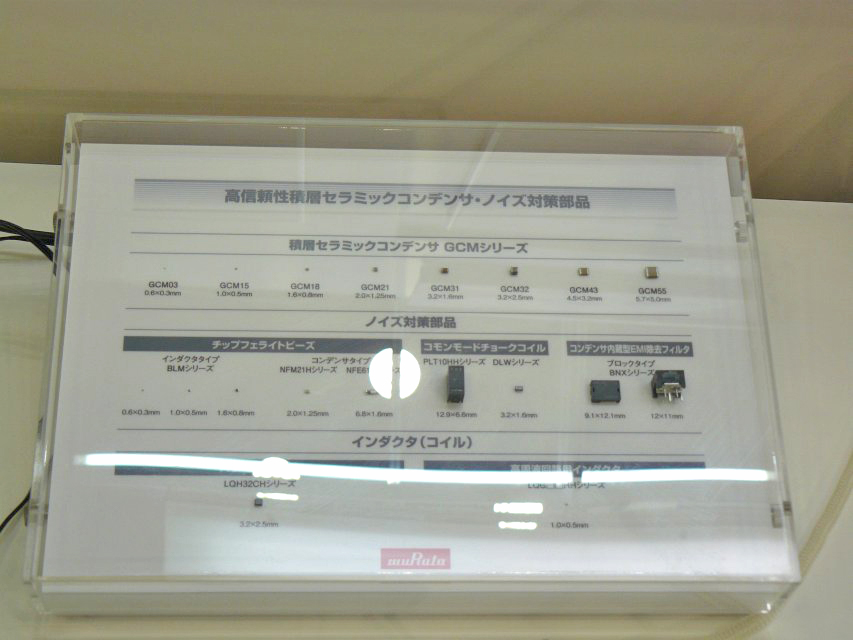 高信頼性積層セラミックコンデンサ・ノイズ対策部品
積層セラミックコンデンサ GCMシリーズ
GCM03 GCM15 GCM18 GCM21 GCM31 GCM32 GCM43 GCM55
0.6×0.3mm 1.0×0.5mm 1.6×0.8mm 2.0×1.25mm 3.2×1.6mm 3.2×2.5mm 4.5×3.2mm 5.7×5.0mm
ノイズ対策部品
チップフェライトビーズ コモンモードチョークコイル コンデンサ内蔵型EMI除去フィルタ
インダクタタイプ コンデンサタイプ PLT10HHシリーズ DLWシリーズ ブロックタイプ
BLMシリーズ NFM21Hシリーズ BNXシリーズ
0.6×0.3mm 1.0×0.5mm 1.6×0.8mm 2.0×1.25mm 6.8×1.6mm 12.9×6.6mm 3.2×1.6mm 9.1×12.1mm 12×11mm
インダクタ(コイル)
高周波回路用インダクタ
LQH32CHシリーズ
3.2×2.5mm 1.0×0.5mm
muRata